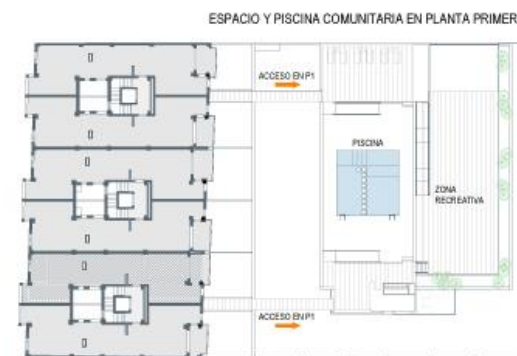 ESPACIO Y PISCINA COMUNITARIA EN PLANTA PRIMER
ACCESO EN P1
PISCINA
ZONA
RECREATIVA
ACCESO EN P1